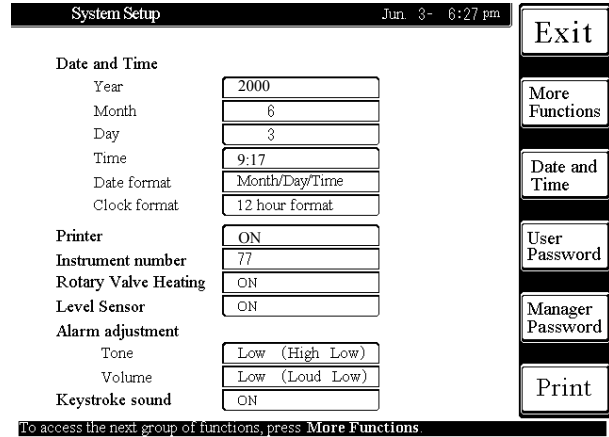 System Setup Jun. 3- 6:27 pm
Exit
Date and Time
Year 2000
Month 6
Day 3
Time 9:17
Date format Month/Day/Time
Clock format 12 hour format
Printer ON
Instrument number 77
Rotary Valve Heating ON
Level Sensor ON
Alarm adjustment
Tone Low (High Low)
Volume Low (Loud Low)
Keystroke sound ON
More
Functions
Date and
Time
User
Password
Manager
Password
Print
To access the next group of functions, press More Functions.